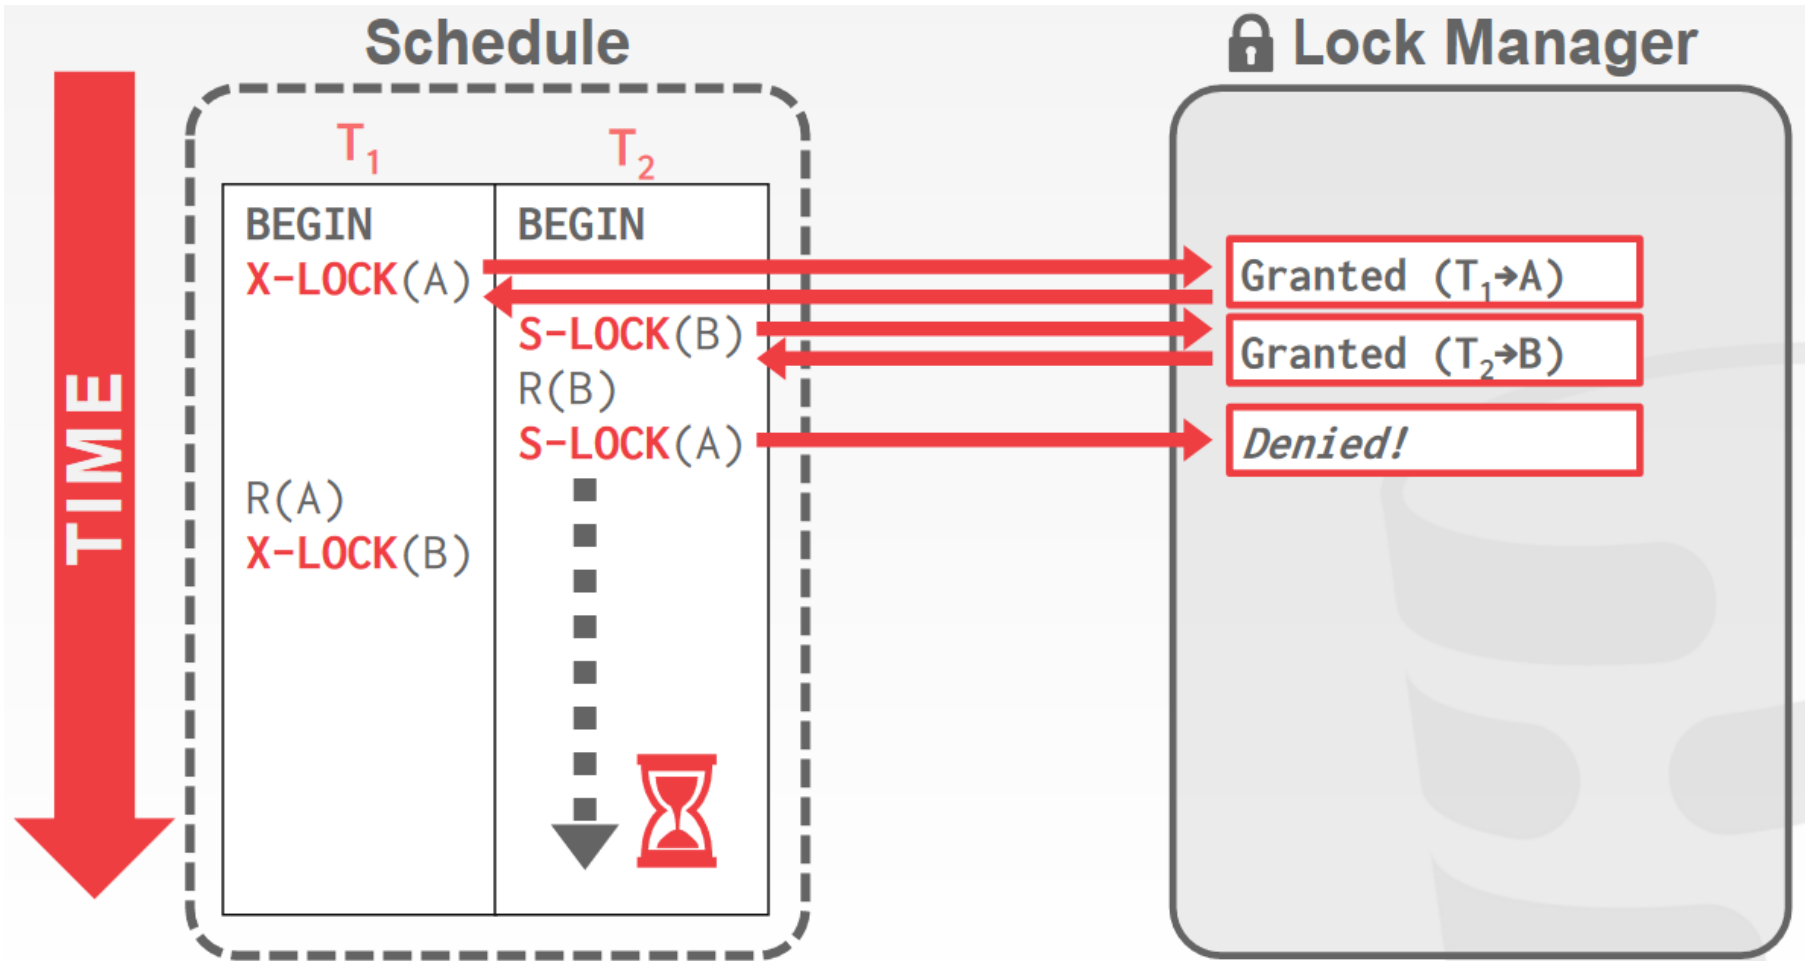 Schedule
Lock Manager
TIME
T1
T2
BEGIN
BEGIN
X-LOCK(A)
Granted (T1→A)
S-LOCK(B)
Granted (T2→B)
R(B)
S-LOCK(A)
Denied!
R(A)
X-LOCK(B)